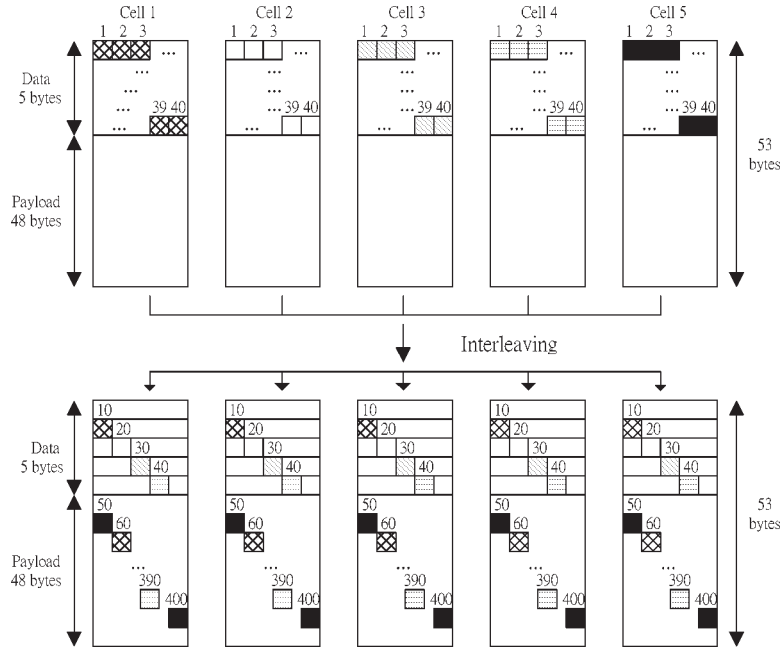 Cell 1 Cell 2 Cell 3 Cell 4 Cell 5
1 2 3 1 2 3 1 2 3 1 2 3 1 2 3
... ... ... ... ...
Data
5 bytes
... ... ... ... ...
... ... ... ... ...
... ... ... ... ...
39 40 39 40 39 40 39 40 39 40
... ... ... ... ...
53
bytes
Payload
48 bytes
Interleaving
10 10 10 10 10
20 20 20 20 20
30 30 30 30 30
Data
5 bytes
40 40 40 40 40
50 50 50 50 50
60 60 60 60 60
53
bytes
Payload
48 bytes
... ... ... ... ...
390 390 390 390 390
400 400 400 400 400